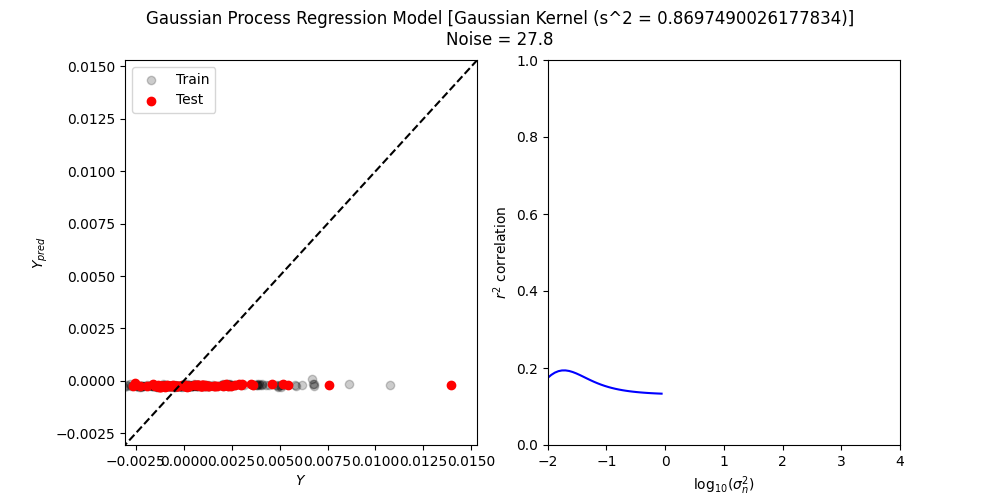 Gaussian Process Regression Model [Gaussian Kernel (s^2 = 0.8697490026177834)]
Noise = 27.8
0.0150
0.0125
0.0100
0.0075
0.0050
0.0025
0.0000
−0.0025
Y_pred
Train
Test
−0.0025 0.0000 0.0025 0.0050 0.0075 0.0100 0.0125 0.0150
Y
1.0
0.8
0.6
0.4
0.2
0.0
r² correlation
−2 −1 0 1 2 3 4
log₁₀(σₙ²)